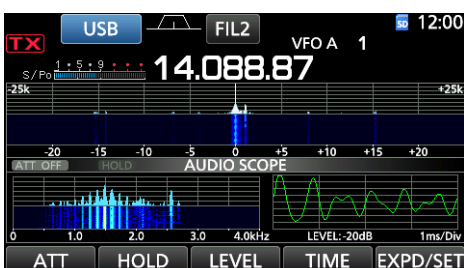 USB FIL2 SD 12:00
TX VFO A 1
S/Po 1 • 5 • 9 • • • 14.088.87
-25k +25k
-20 -15 -10 -5 0 +5 +10 +15 +20
ATT OFF HOLD AUDIO SCOPE
0 1.0 2.0 3.0 4.0kHz LEVEL:-20dB 1ms/Div
ATT HOLD LEVEL TIME EXPD/SET